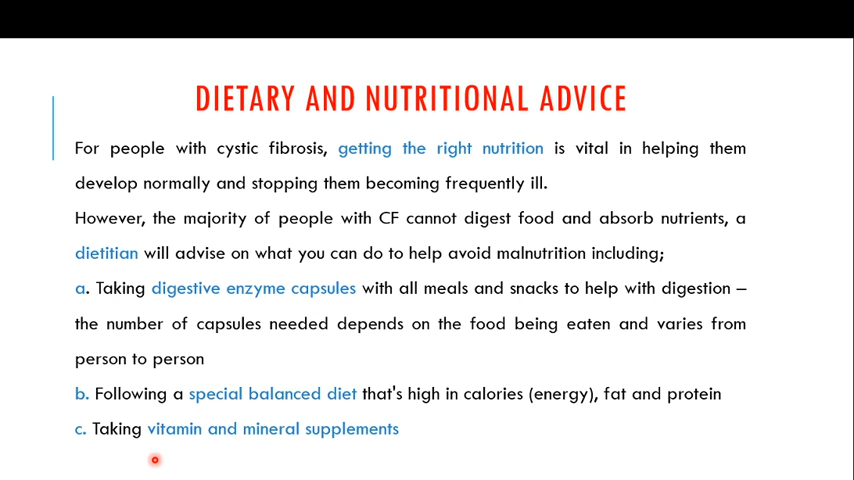 DIETARY AND NUTRITIONAL ADVICE
For people with cystic fibrosis, getting the right nutrition is vital in helping them
develop normally and stopping them becoming frequently ill.
However, the majority of people with CF cannot digest food and absorb nutrients, a
dietitian will advise on what you can do to help avoid malnutrition including;
a. Taking digestive enzyme capsules with all meals and snacks to help with digestion –
the number of capsules needed depends on the food being eaten and varies from
person to person
b. Following a special balanced diet that's high in calories (energy), fat and protein
c. Taking vitamin and mineral supplements